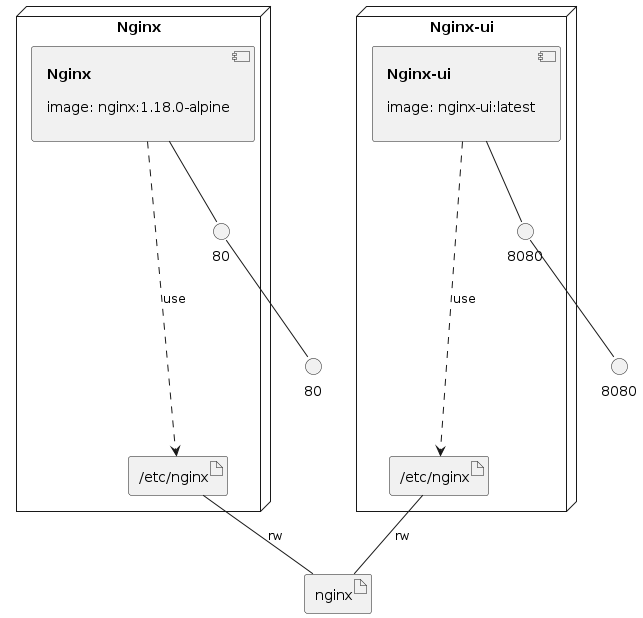 Nginx
Nginx-ui
Nginx
image: nginx:1.18.0-alpine
Nginx-ui
image: nginx-ui:latest
80
8080
use
use
80
8080
/etc/nginx
/etc/nginx
rw
rw
nginx